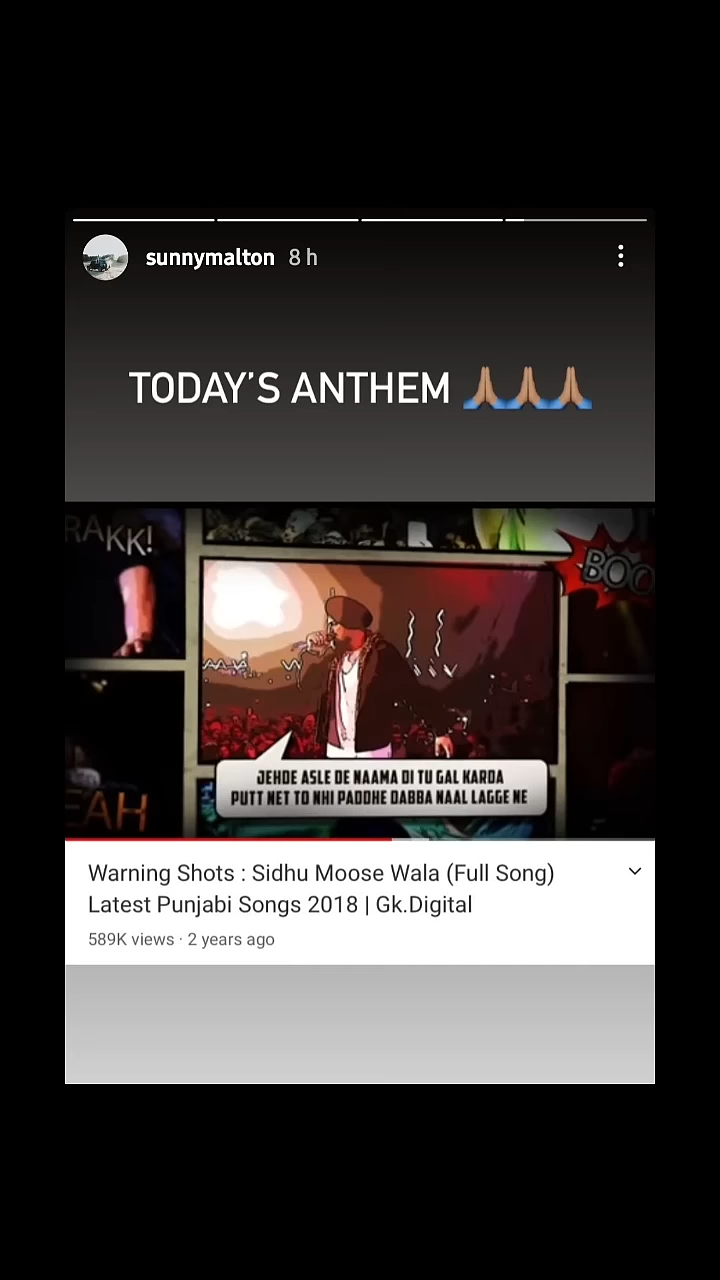 sunnymalton 8 h
TODAY'S ANTHEM 🙏🏽🙏🏽🙏🏽
RAKK!
BOO
JEHDE ASLE DE NAAMA DI TU GAL KARDA
PUTT NET TO NHI PADDHE DABBA NAAL LAGGE NE
EAH
Warning Shots : Sidhu Moose Wala (Full Song)
Latest Punjabi Songs 2018 | Gk.Digital
589K views · 2 years ago